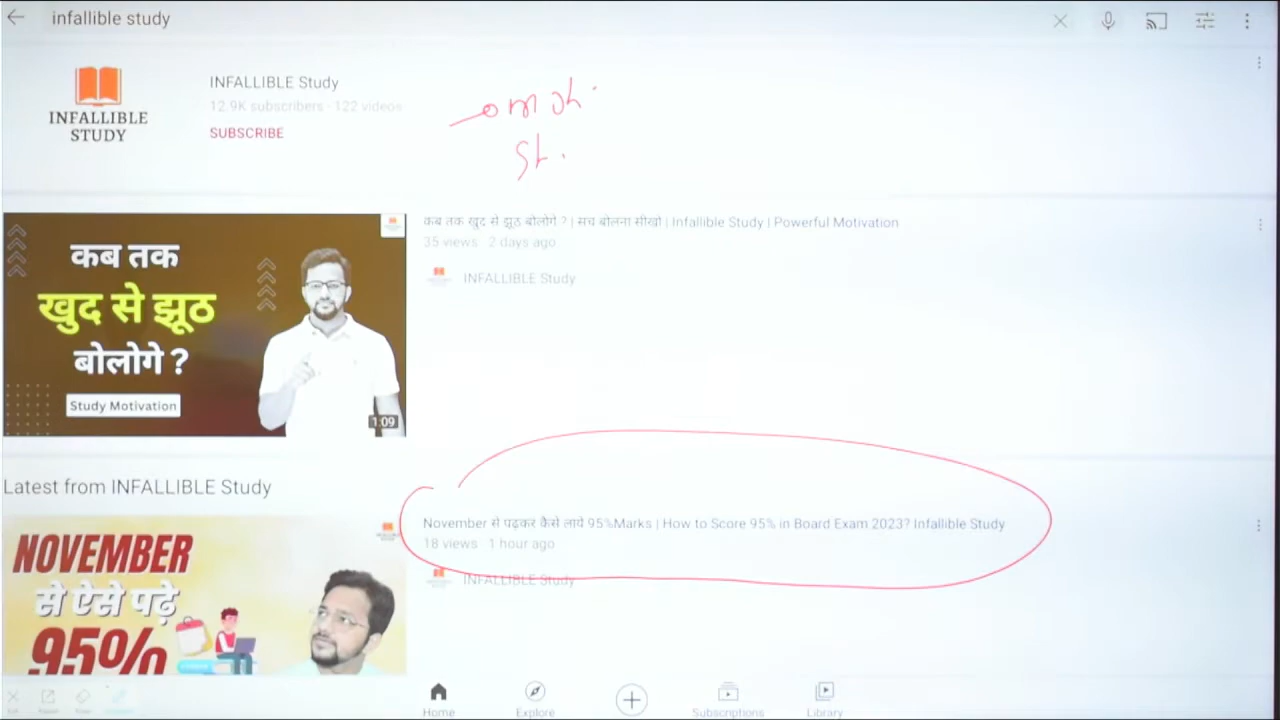 infallible study
INFALLIBLE Study
12.9K subscribers · 122 videos
SUBSCRIBE
INFALLIBLE
STUDY
कब तक
खुद से झूठ
बोलोगे ?
Study Motivation
1:09
कब तक खुद से झूठ बोलोगे ? | सच बोलना सीखो | Infallible Study | Powerful Motivation
35 views · 2 days ago
INFALLIBLE Study
Latest from INFALLIBLE Study
NOVEMBER
से ऐसे पढ़े
95%
November से पढ़कर कैसे लाये 95%Marks | How to Score 95% in Board Exam 2023? Infallible Study
18 views · 1 hour ago
INFALLIBLE Study
Home
Explore
Subscriptions
Library